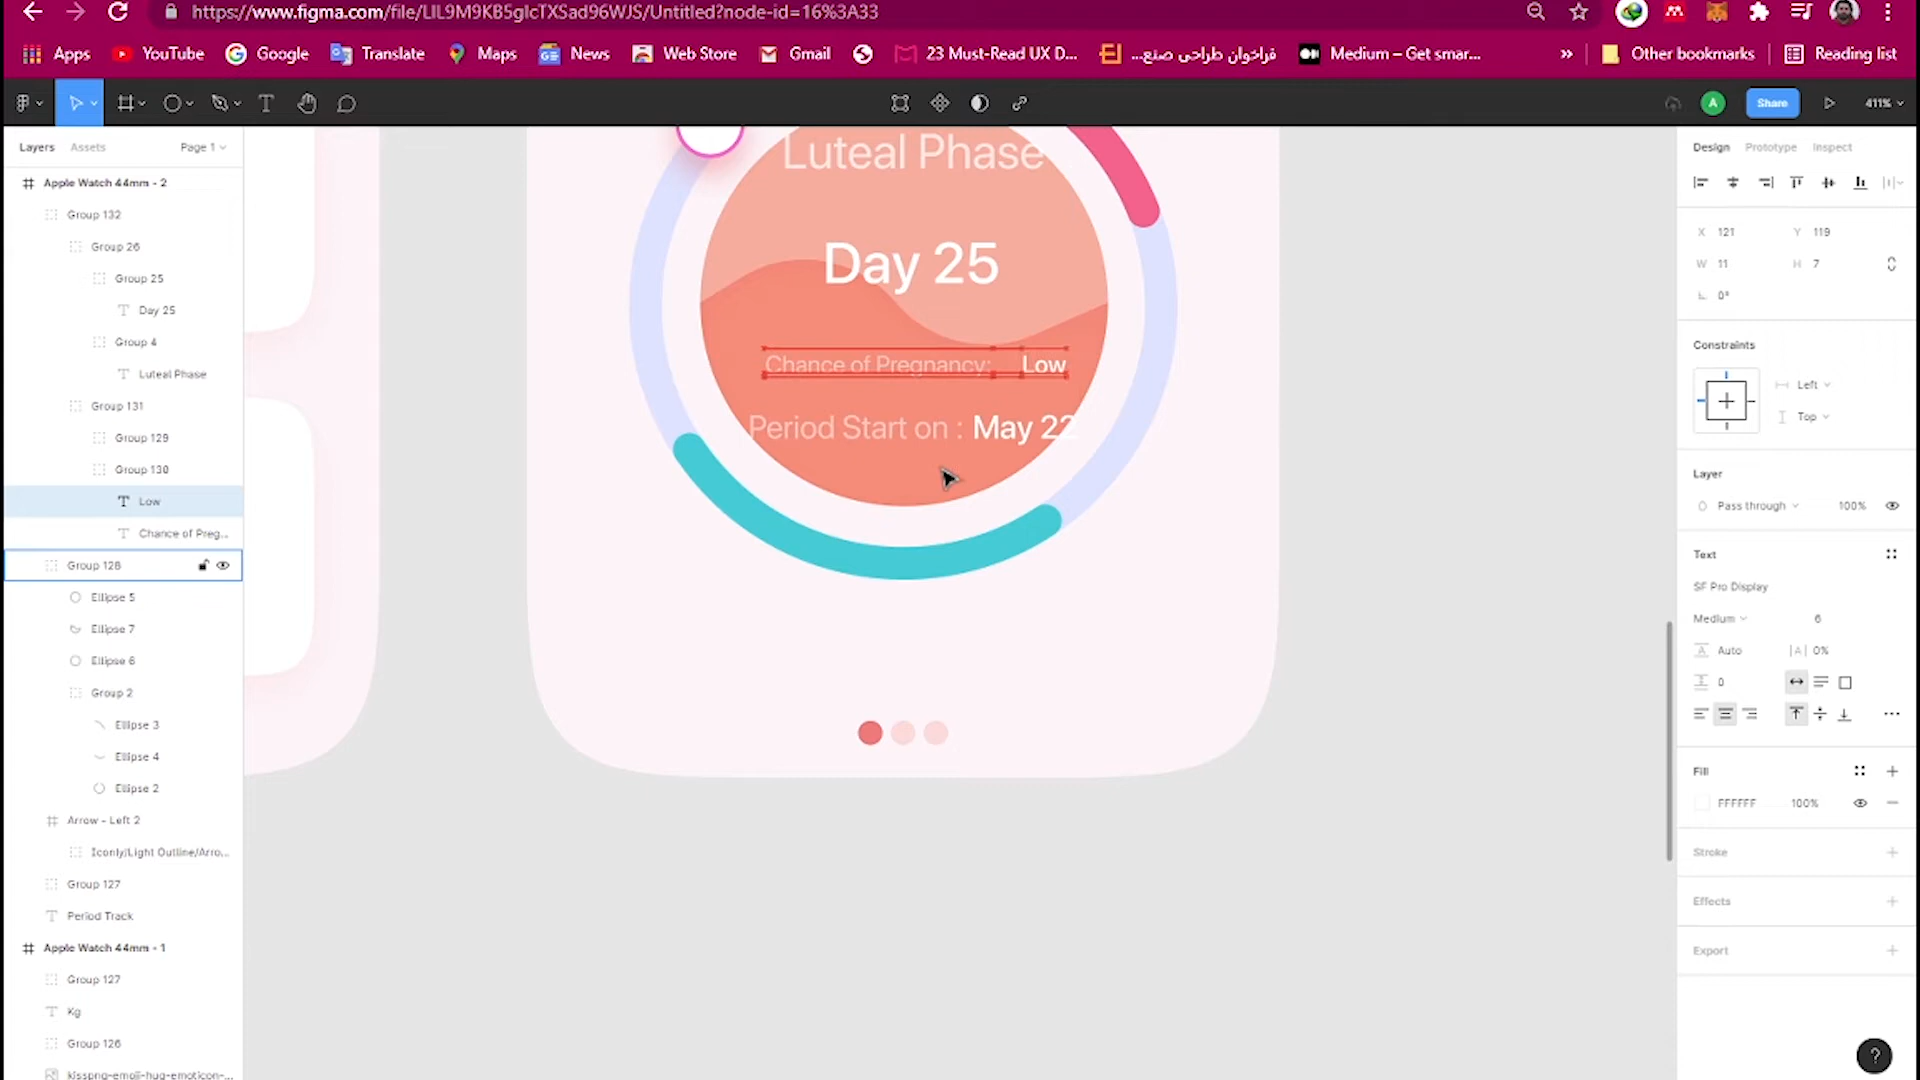 https://www.figma.com/file/LlL9M9KB5glcTXSad96WJS/Untitled?node-id=16%3A33
Apps
YouTube
Google
Translate
Maps
News
Web Store
Gmail
23 Must-Read UX D...
فراخوان طراحی صنع...
Medium – Get smar...
»
Other bookmarks
Reading list
T
A
Share
411%
Layers
Assets
Page 1
Apple Watch 44mm - 2
Group 132
Group 26
Group 25
Day 25
Group 4
Luteal Phase
Group 131
Group 129
Group 130
Low
Chance of Preg...
Group 128
Ellipse 5
Ellipse 7
Ellipse 6
Group 2
Ellipse 3
Ellipse 4
Ellipse 2
Arrow - Left 2
Iconly/Light Outline/Arro...
Group 127
Period Track
Apple Watch 44mm - 1
Group 127
Kg
Group 126
kisspng-emoji-hug-emoticon-...
Luteal Phase
Day 25
Chance of Pregnancy: Low
Period Start on : May 22
Design
Prototype
Inspect
X 121
Y 119
W 11
H 7
0°
Constraints
Left
Top
Layer
Pass through
100%
Text
SF Pro Display
Medium
6
Auto
|A| 0%
0
Fill
FFFFFF
100%
Stroke
Effects
Export
?